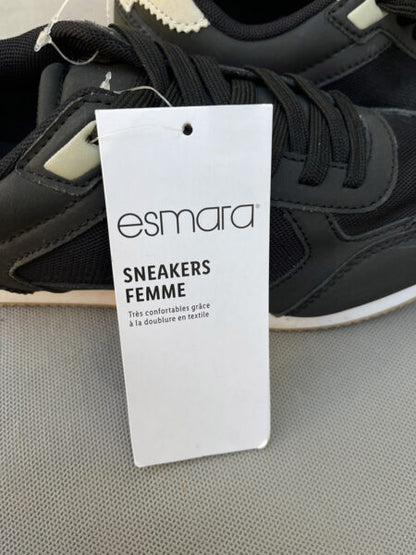 esmara®
SNEAKERS
FEMME
Très confortables grâce
à la doublure en textile